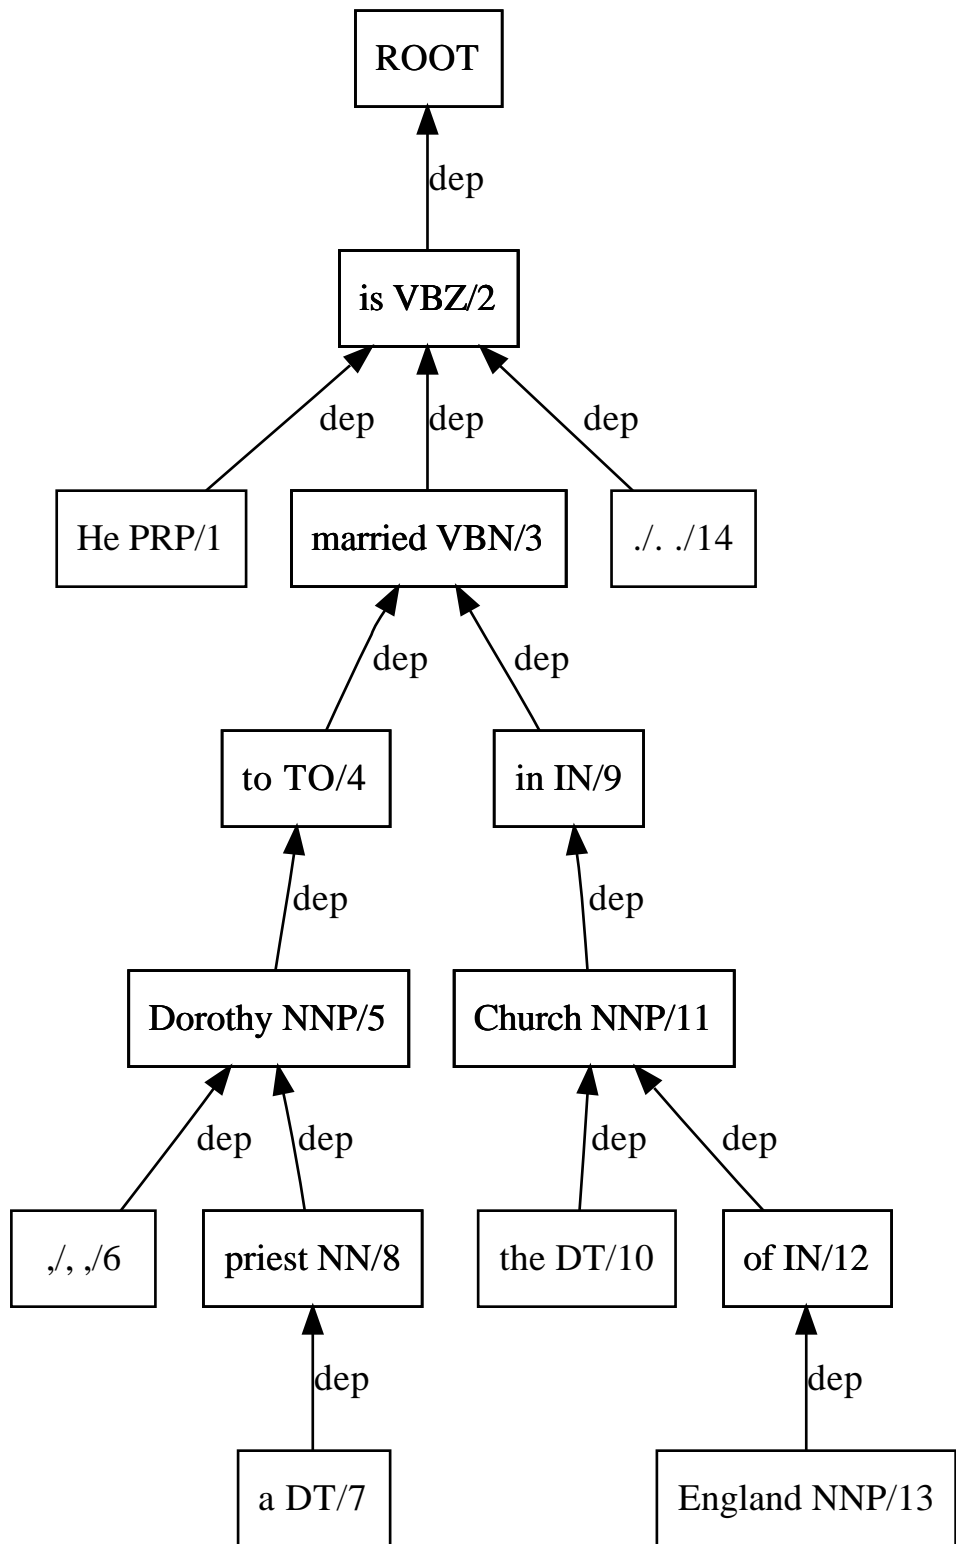 ROOT
dep
is VBZ/2
dep dep dep
He PRP/1 married VBN/3 ./. ./14
dep dep
to TO/4 in IN/9
dep dep
Dorothy NNP/5 Church NNP/11
dep dep dep dep
,/, ,/6 priest NN/8 the DT/10 of IN/12
dep dep
a DT/7 England NNP/13